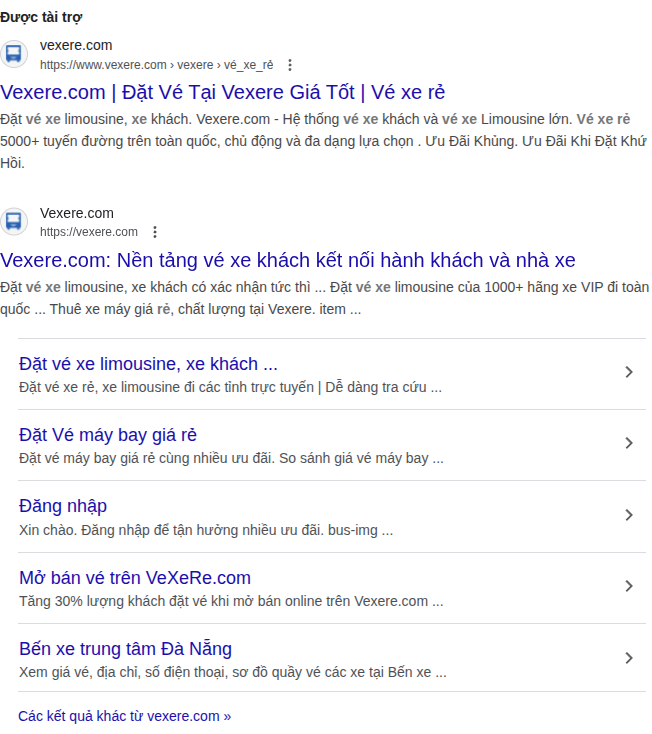 Được tài trợ
vexere.com
https://www.vexere.com › vexere › vé_xe_rẻ
Vexere.com | Đặt Vé Tại Vexere Giá Tốt | Vé xe rẻ
Đặt vé xe limousine, xe khách. Vexere.com - Hệ thống vé xe khách và vé xe Limousine lớn. Vé xe rẻ
5000+ tuyến đường trên toàn quốc, chủ động và đa dạng lựa chọn . Ưu Đãi Khủng. Ưu Đãi Khi Đặt Khứ
Hồi.
Vexere.com
https://vexere.com
Vexere.com: Nền tảng vé xe khách kết nối hành khách và nhà xe
Đặt vé xe limousine, xe khách có xác nhận tức thì ... Đặt vé xe limousine của 1000+ hãng xe VIP đi toàn
quốc ... Thuê xe máy giá rẻ, chất lượng tại Vexere. item ...
Đặt vé xe limousine, xe khách ...
Đặt vé xe rẻ, xe limousine đi các tỉnh trực tuyến | Dễ dàng tra cứu ...
Đặt Vé máy bay giá rẻ
Đặt vé máy bay giá rẻ cùng nhiều ưu đãi. So sánh giá vé máy bay ...
Đăng nhập
Xin chào. Đăng nhập để tận hưởng nhiều ưu đãi. bus-img ...
Mở bán vé trên VeXeRe.com
Tăng 30% lượng khách đặt vé khi mở bán online trên Vexere.com ...
Bến xe trung tâm Đà Nẵng
Xem giá vé, địa chỉ, số điện thoại, sơ đồ quầy vé các xe tại Bến xe ...
Các kết quả khác từ vexere.com »